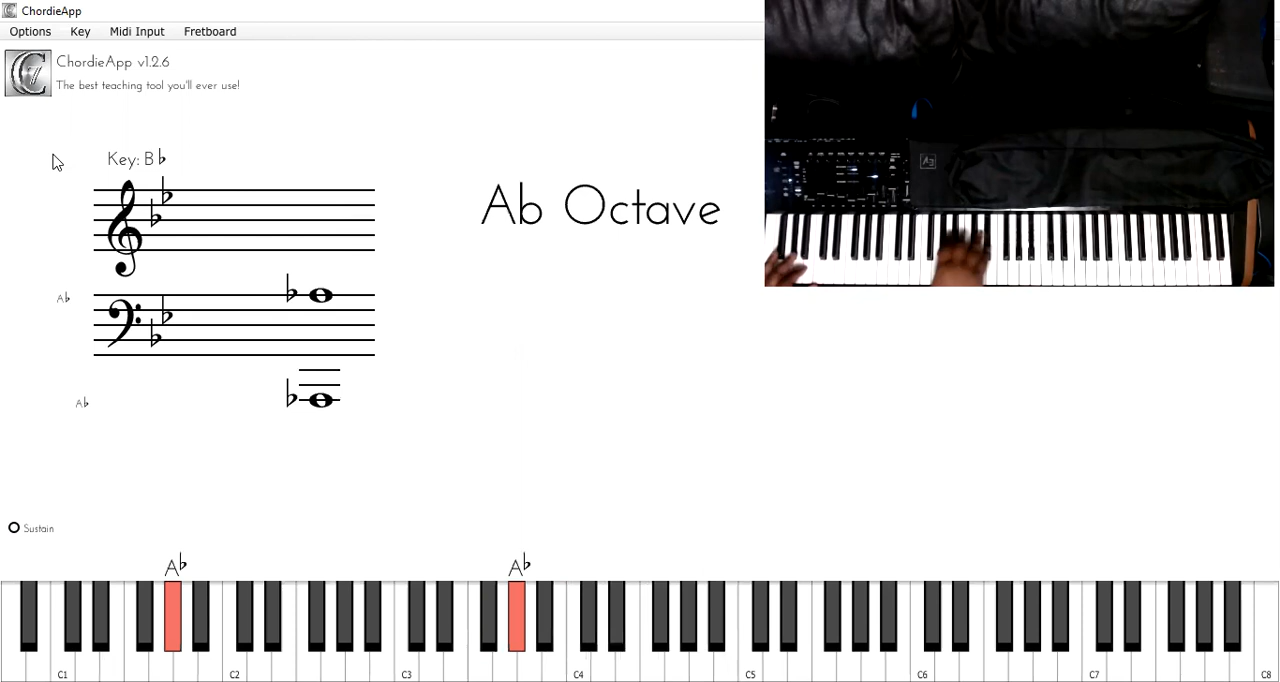 ChordieApp
Options Key Midi Input Fretboard
ChordieApp v1.2.6
The best teaching tool you'll ever use!
Key: B♭
Ab Octave
A♭
A♭
Sustain
A♭ A♭
C1 C2 C3 C4 C5 C6 C7 C8